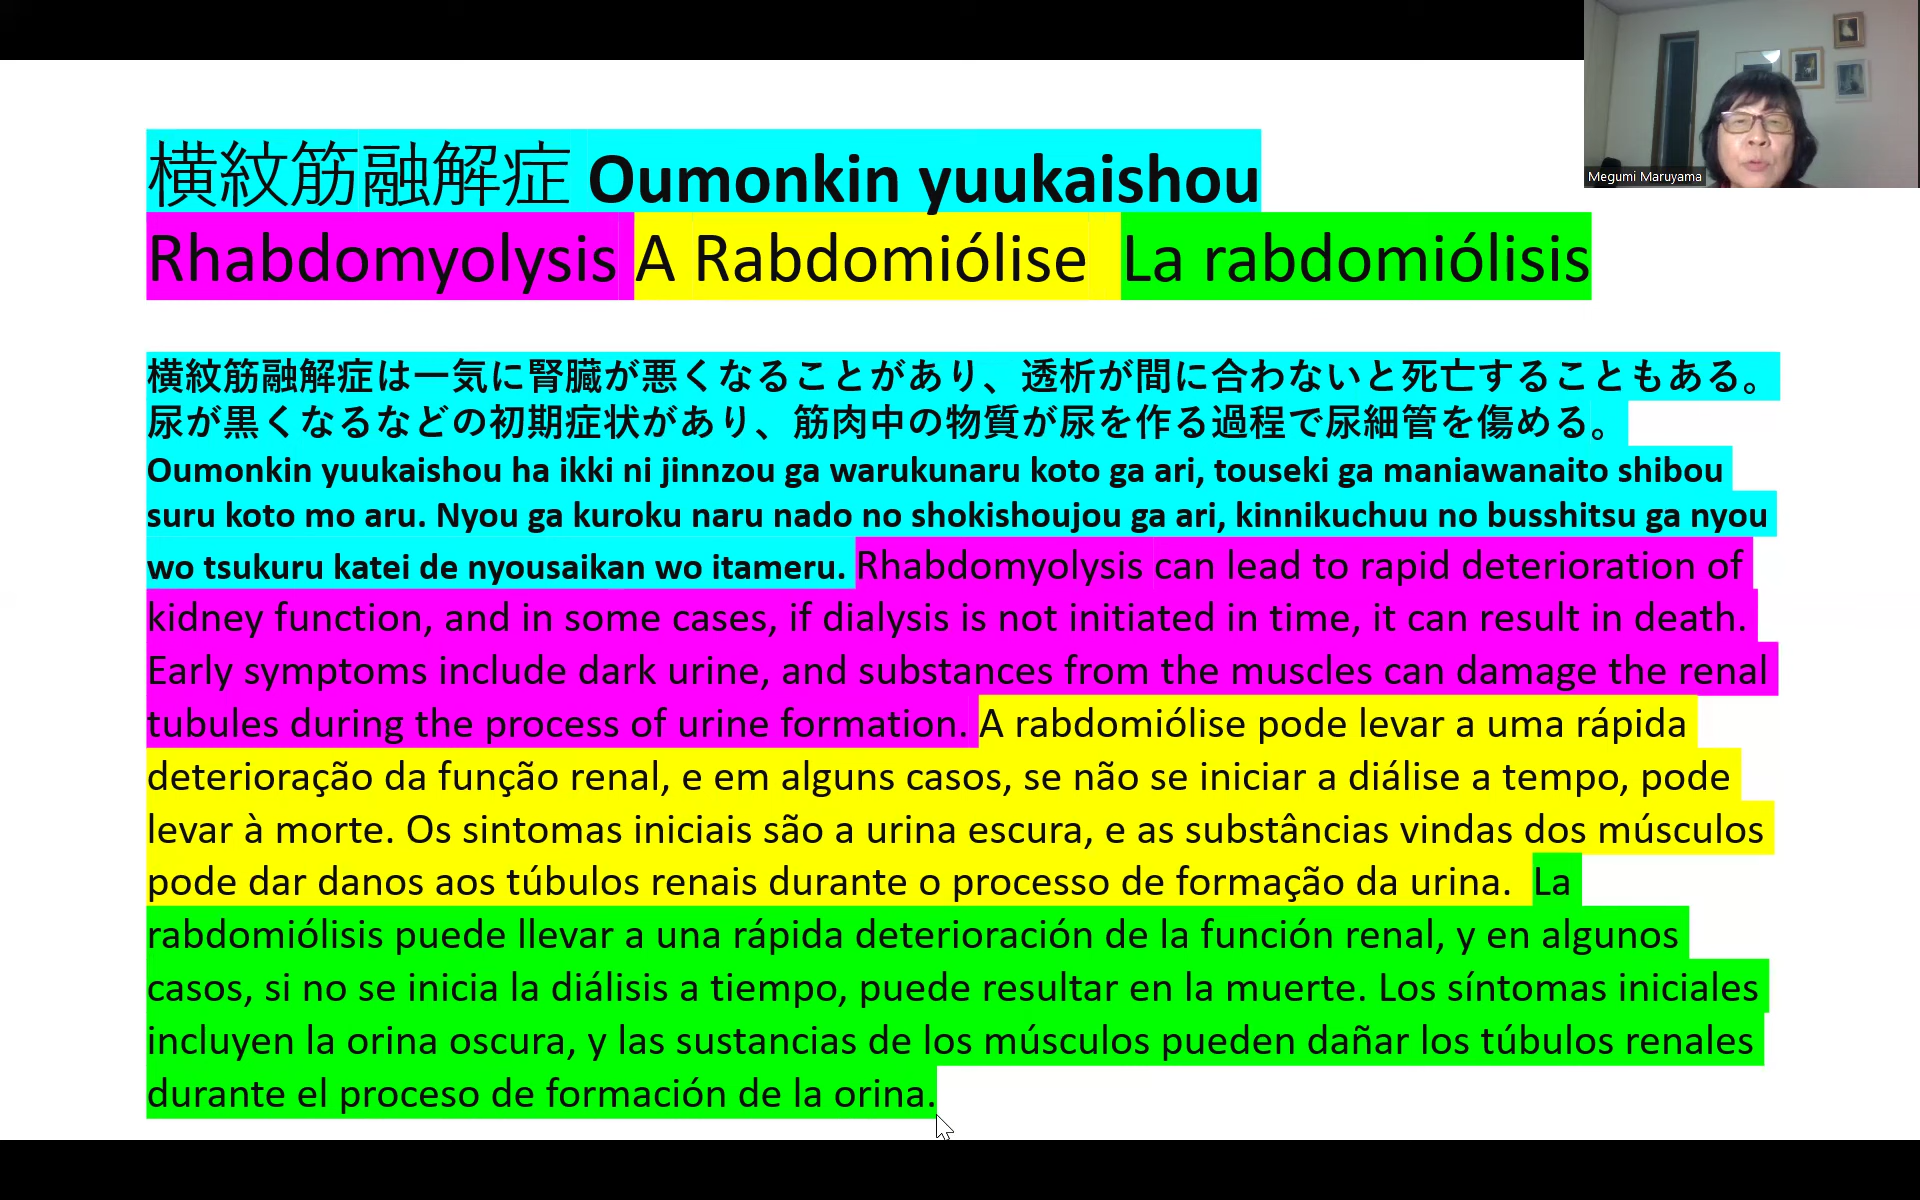 Megumi Maruyama
横紋筋融解症 Oumonkin yuukaishou
Rhabdomyolysis A Rabdomiólise La rabdomiólisis
横紋筋融解症は一気に腎臓が悪くなることがあり、透析が間に合わないと死亡することもある。
尿が黒くなるなどの初期症状があり、筋肉中の物質が尿を作る過程で尿細管を傷める。
Oumonkin yuukaishou ha ikki ni jinnzou ga warukunaru koto ga ari, touseki ga maniawanaito shibou
suru koto mo aru. Nyou ga kuroku naru nado no shokishoujou ga ari, kinnikuchuu no busshitsu ga nyou
wo tsukuru katei de nyousaikan wo itameru. Rhabdomyolysis can lead to rapid deterioration of
kidney function, and in some cases, if dialysis is not initiated in time, it can result in death.
Early symptoms include dark urine, and substances from the muscles can damage the renal
tubules during the process of urine formation. A rabdomiólise pode levar a uma rápida
deterioração da função renal, e em alguns casos, se não se iniciar a diálise a tempo, pode
levar à morte. Os sintomas iniciais são a urina escura, e as substâncias vindas dos músculos
pode dar danos aos túbulos renais durante o processo de formação da urina. La
rabdomiólisis puede llevar a una rápida deterioración de la función renal, y en algunos
casos, si no se inicia la diálisis a tiempo, puede resultar en la muerte. Los síntomas iniciales
incluyen la orina oscura, y las sustancias de los músculos pueden dañar los túbulos renales
durante el proceso de formación de la orina.